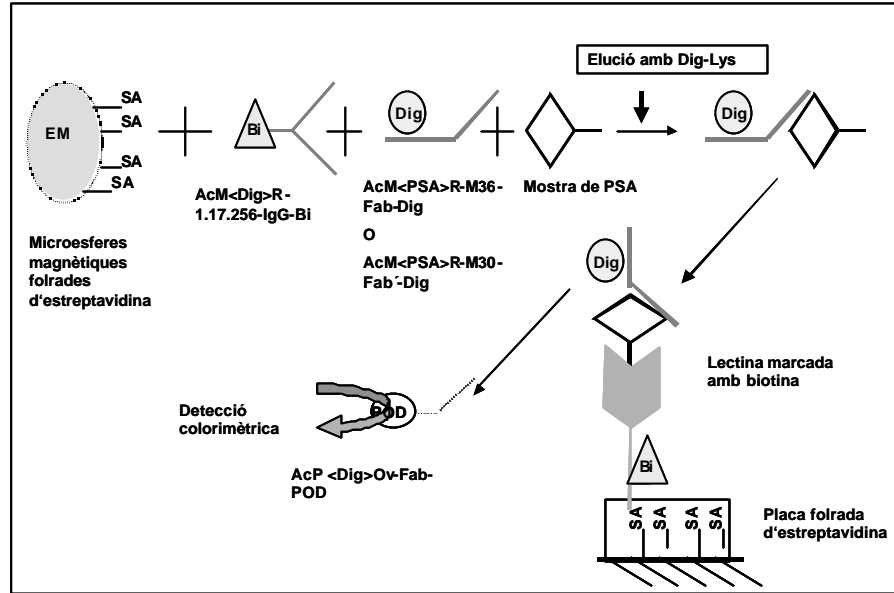 Elució amb Dig-Lys
SA
SA
SA
SA
EM
Bi
Dig
Dig
AcM<Dig>R-
1.17.256-IgG-Bi
AcM<PSA>R-M36-
Fab-Dig
O
AcM<PSA>R-M30-
Fab´-Dig
Mostra de PSA
Microesferes
magnètiques
folrades
d'estreptavidina
Dig
Lectina marcada
amb biotina
Detecció
colorimètrica
POD
AcP <Dig>Ov-Fab-
POD
Bi
SA
SA
SA
SA
Placa folrada
d'estreptavidina